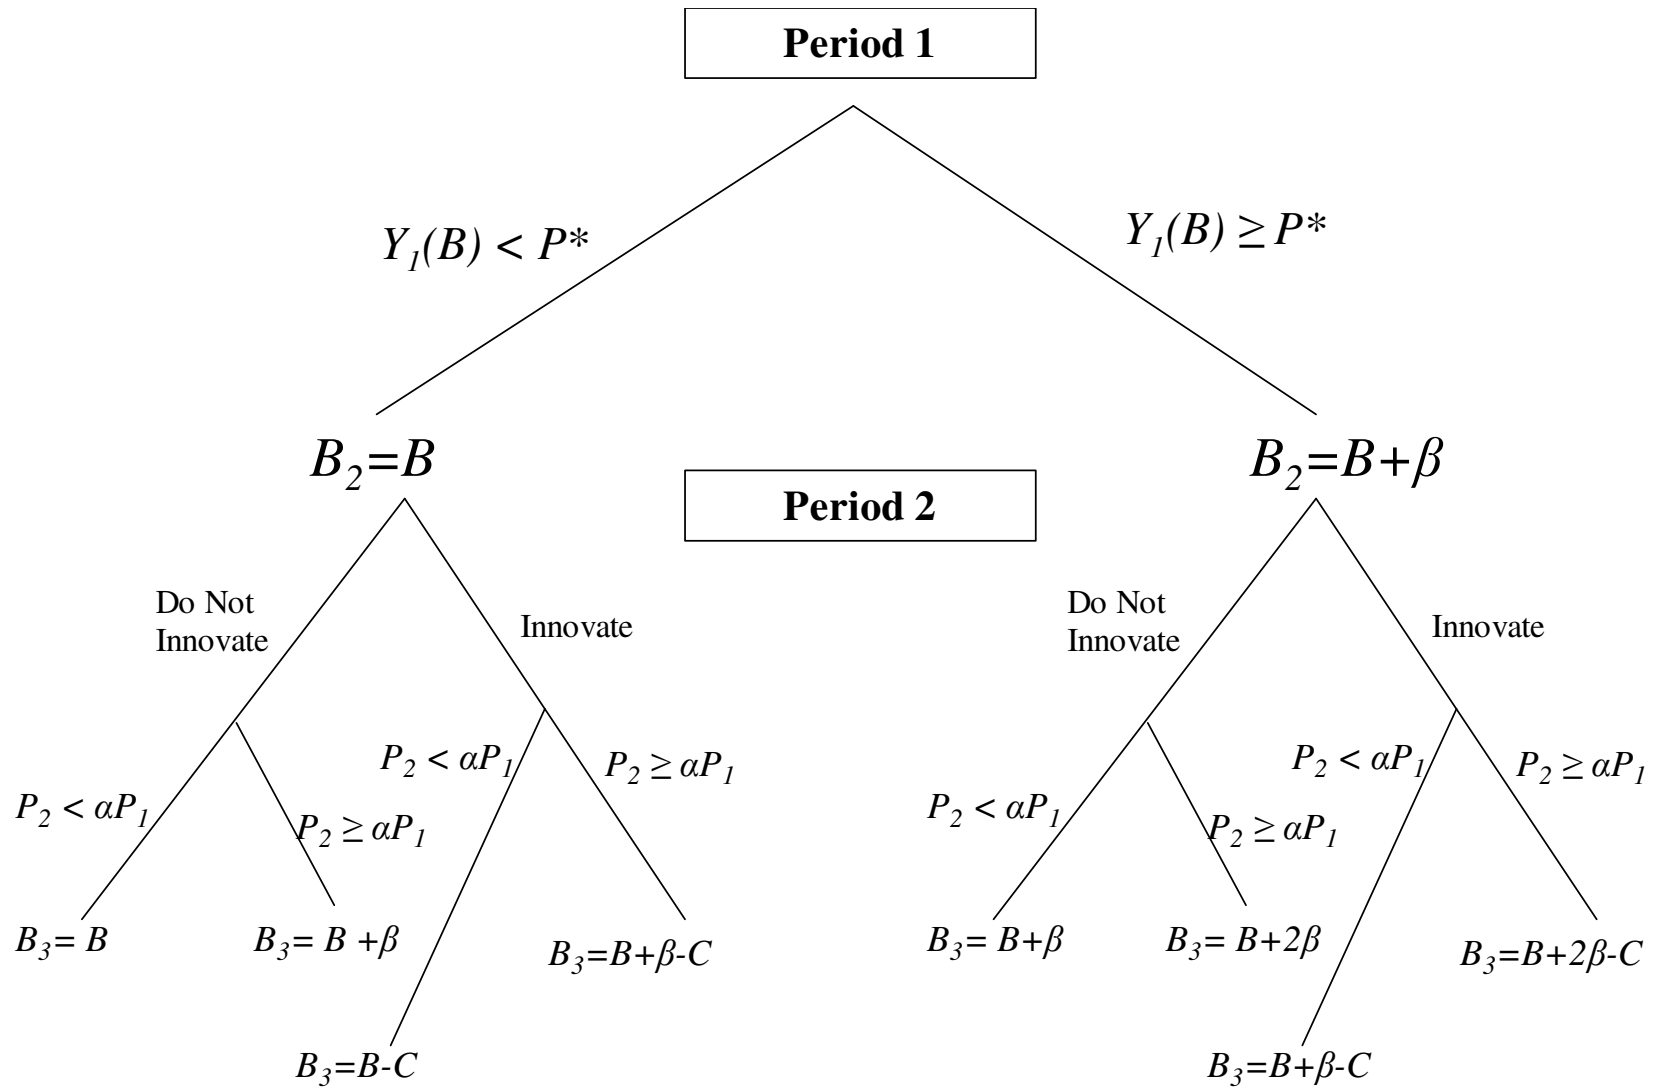 Period 1
Y₁(B) < P*
Y₁(B) ≥ P*
B₂=B
B₂=B+β
Period 2
Do Not
Innovate
Innovate
Do Not
Innovate
Innovate
P₂ < αP₁
P₂ ≥ αP₁
P₂ < αP₁
P₂ ≥ αP₁
P₂ < αP₁
P₂ ≥ αP₁
P₂ < αP₁
P₂ ≥ αP₁
B₃= B
B₃= B +β
B₃=B+β-C
B₃= B+β
B₃= B+2β
B₃=B+2β-C
B₃=B-C
B₃=B+β-C